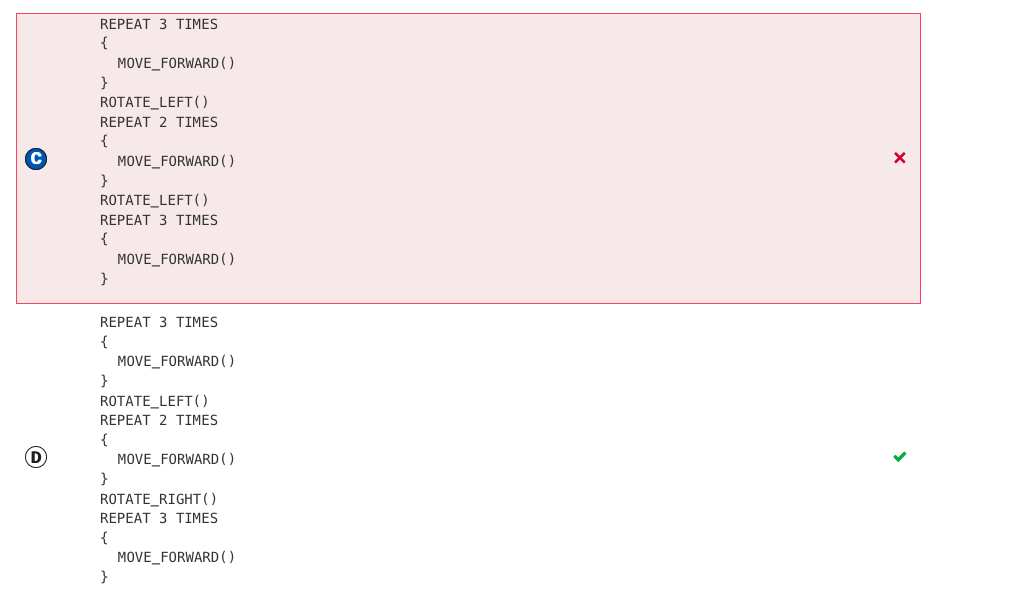 REPEAT 3 TIMES
{
MOVE_FORWARD()
}
ROTATE_LEFT()
REPEAT 2 TIMES
{
C MOVE_FORWARD()
}
ROTATE_LEFT()
REPEAT 3 TIMES
{
MOVE_FORWARD()
}
REPEAT 3 TIMES
{
MOVE_FORWARD()
}
ROTATE_LEFT()
REPEAT 2 TIMES
{
D MOVE_FORWARD()
}
ROTATE_RIGHT()
REPEAT 3 TIMES
{
MOVE_FORWARD()
}